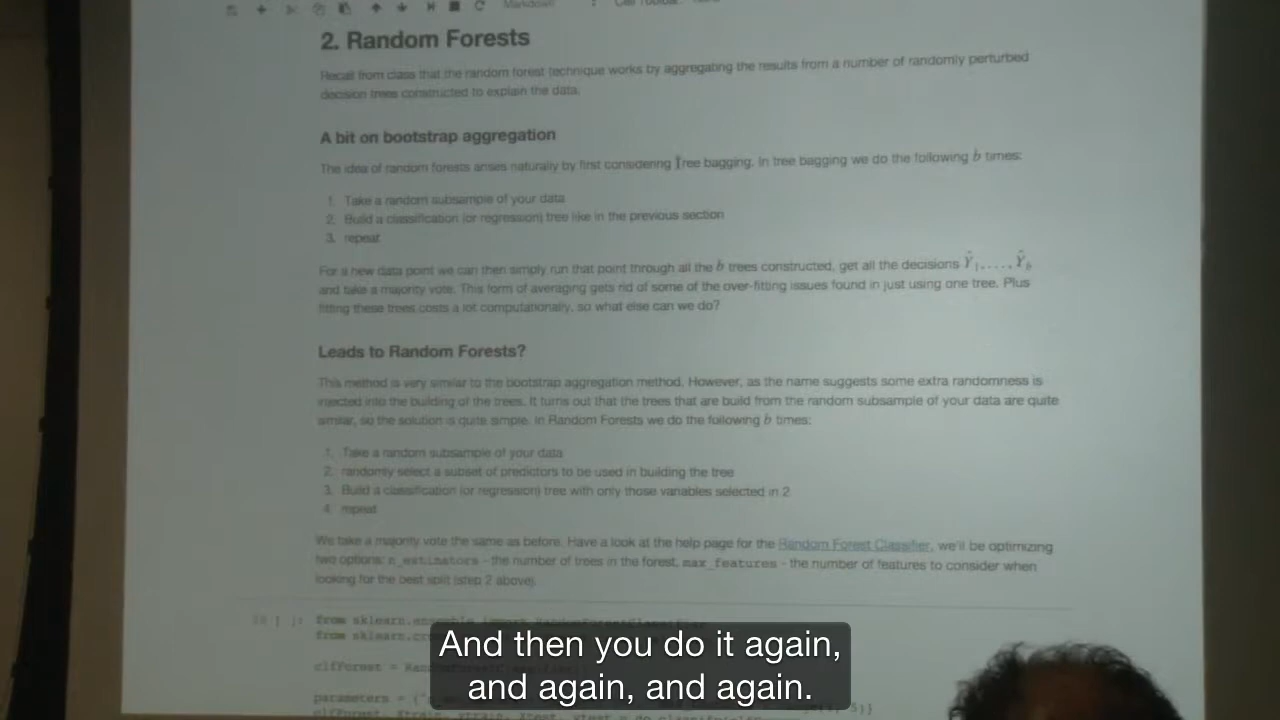 Markdown
2. Random Forests
Recall from class that the random forest technique works by aggregating the results from a number of randomly perturbed
decision trees constructed to explain the data.
A bit on bootstrap aggregation
The idea of random forests arises naturally by first considering Tree bagging. In tree bagging we do the following b times:
1. Take a random subsample of your data
2. Build a classification (or regression) tree like in the previous section
3. repeat
For a new data point we can then simply run that point through all the b trees constructed, get all the decisions Ŷ1, . . . , Ŷb
and take a majority vote. This form of averaging gets rid of some of the over-fitting issues found in just using one tree. Plus
fitting these trees costs a lot computationally, so what else can we do?
Leads to Random Forests?
This method is very similar to the bootstrap aggregation method. However, as the name suggests some extra randomness is
injected into the building of the trees. It turns out that the trees that are build from the random subsample of your data are quite
similar, so the solution is quite simple. In Random Forests we do the following b times:
1. Take a random subsample of your data
2. randomly select a subset of predictors to be used in building the tree
3. Build a classification (or regression) tree with only those variables selected in 2
4. repeat
We take a majority vote the same as before. Have a look at the help page for the Random Forest Classifier, we'll be optimizing
two options: n_estimators - the number of trees in the forest, max_features - the number of features to consider when
looking for the best split (step 2 above).
from sklearn.ensemble import RandomForestClassifier
from
clfForest =
parameters =
And then you do it again,
and again, and again.